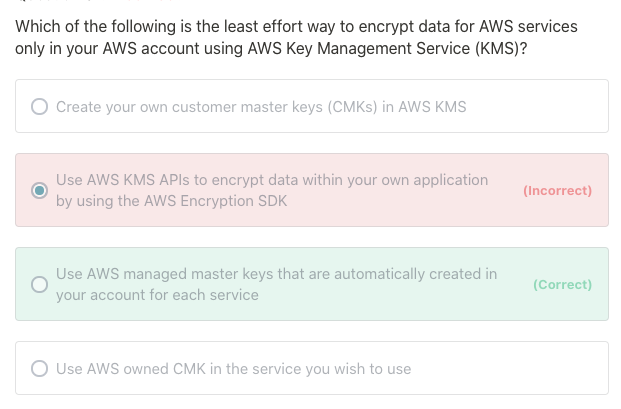 Which of the following is the least effort way to encrypt data for AWS services
only in your AWS account using AWS Key Management Service (KMS)?
Create your own customer master keys (CMKs) in AWS KMS
Use AWS KMS APIs to encrypt data within your own application
by using the AWS Encryption SDK
(Incorrect)
Use AWS managed master keys that are automatically created in
your account for each service
(Correct)
Use AWS owned CMK in the service you wish to use